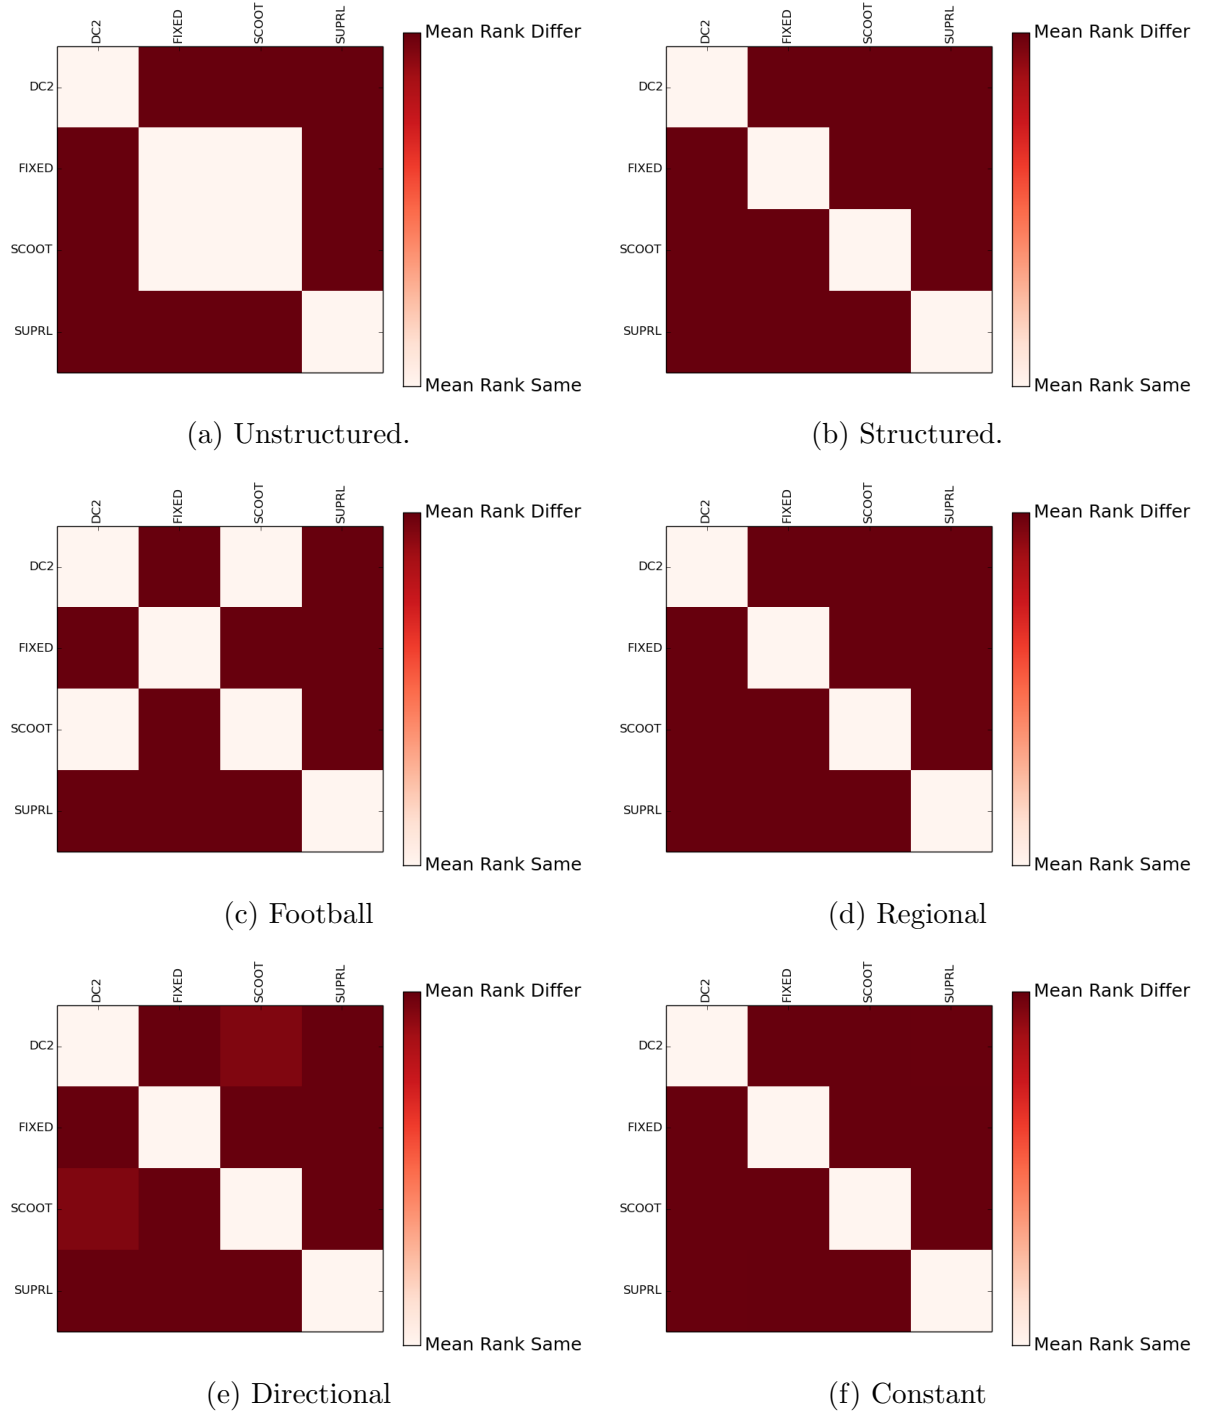 DC2 FIXED SCOOT SUPRL
Mean Rank Differ
DC2
FIXED
SCOOT
SUPRL
Mean Rank Same
(a) Unstructured.
DC2 FIXED SCOOT SUPRL
Mean Rank Differ
DC2
FIXED
SCOOT
SUPRL
Mean Rank Same
(b) Structured.
DC2 FIXED SCOOT SUPRL
Mean Rank Differ
DC2
FIXED
SCOOT
SUPRL
Mean Rank Same
(c) Football
DC2 FIXED SCOOT SUPRL
Mean Rank Differ
DC2
FIXED
SCOOT
SUPRL
Mean Rank Same
(d) Regional
DC2 FIXED SCOOT SUPRL
Mean Rank Differ
DC2
FIXED
SCOOT
SUPRL
Mean Rank Same
(e) Directional
DC2 FIXED SCOOT SUPRL
Mean Rank Differ
DC2
FIXED
SCOOT
SUPRL
Mean Rank Same
(f) Constant